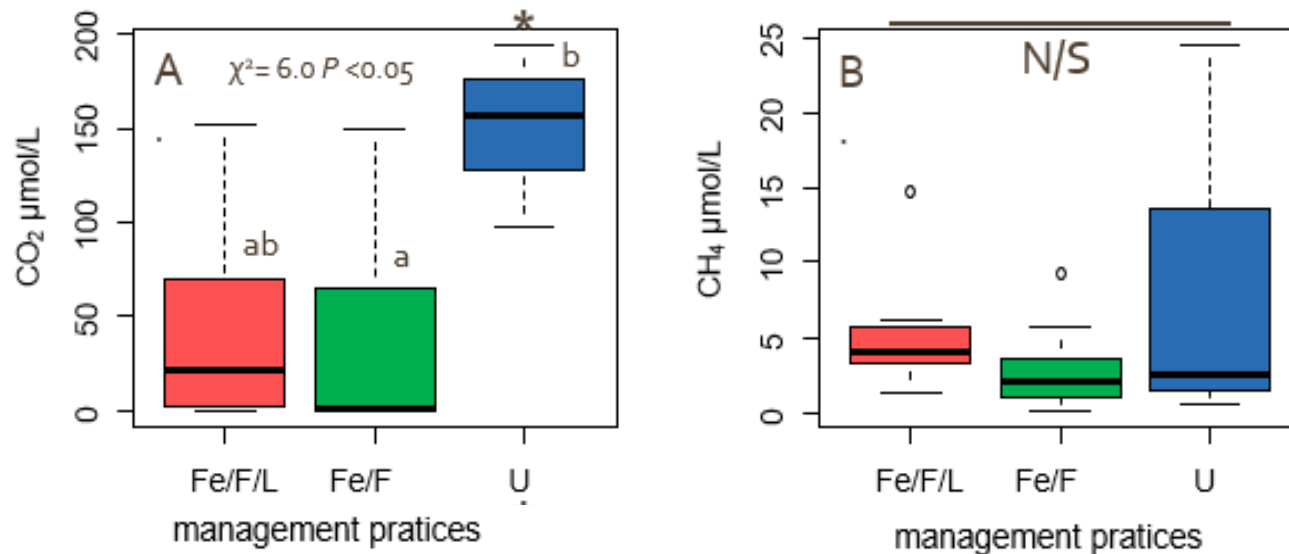 *
A
χ²= 6.0 P <0.05
b
ab
a
CO₂ µmol/L
200
150
100
50
0
Fe/F/L
Fe/F
U
management pratices
B
N/S
CH₄ µmol/L
25
20
15
10
5
0
Fe/F/L
Fe/F
U
management pratices